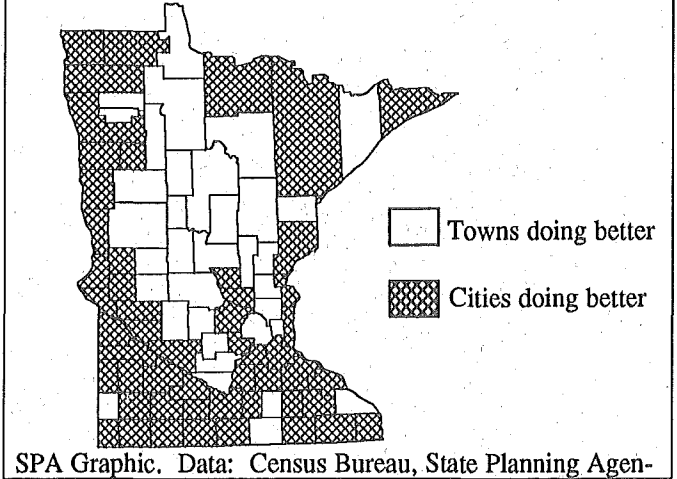 Towns doing better
Cities doing better
SPA Graphic. Data: Census Bureau, State Planning Agen-